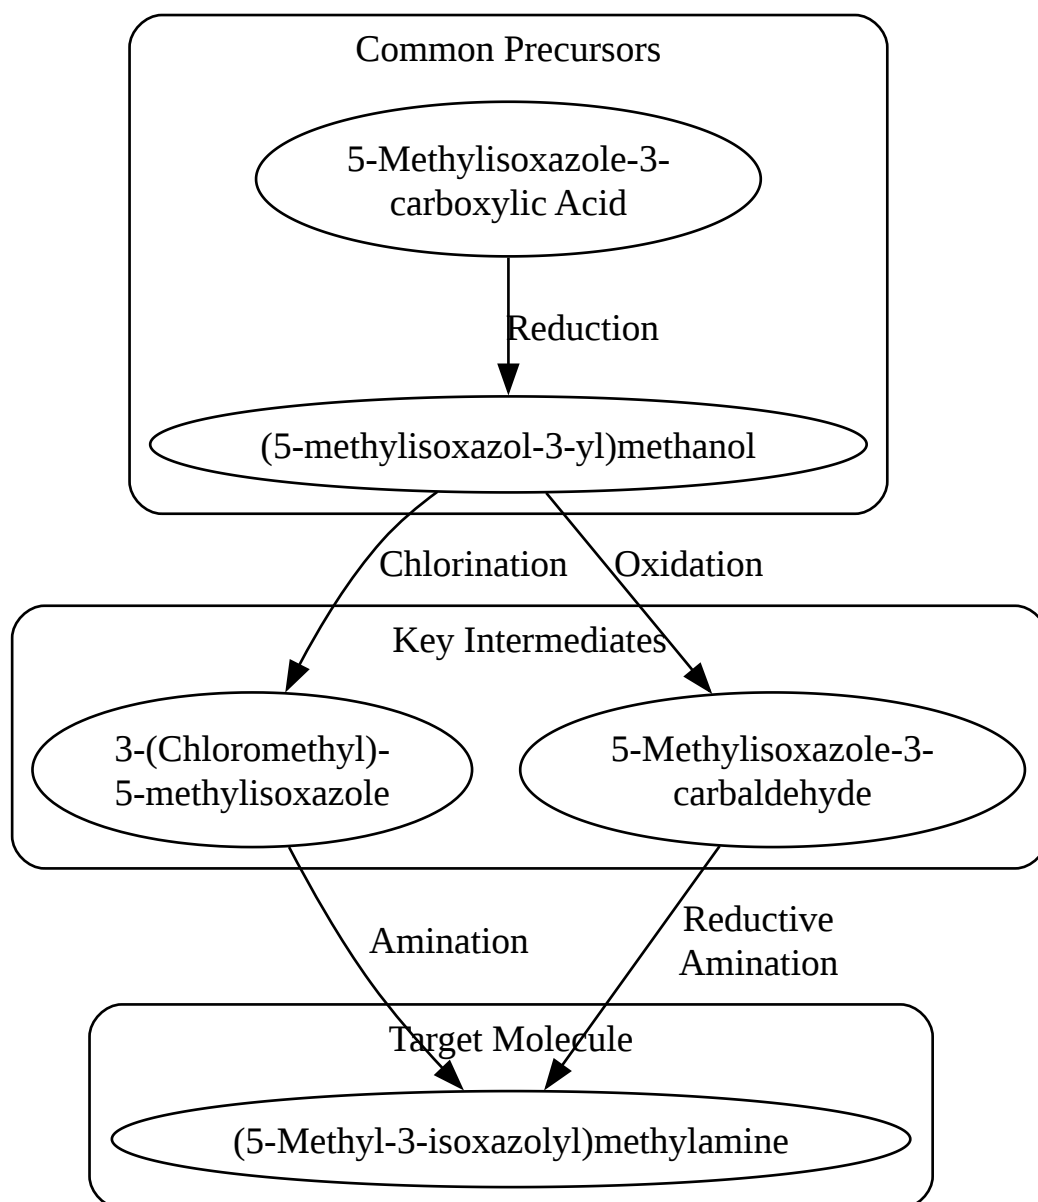 Common Precursors
5-Methylisoxazole-3-
carboxylic Acid
Reduction
(5-methylisoxazol-3-yl)methanol
Chlorination
Oxidation
Key Intermediates
3-(Chloromethyl)-
5-methylisoxazole
5-Methylisoxazole-3-
carbaldehyde
Amination
Reductive
Amination
Target Molecule
(5-Methyl-3-isoxazolyl)methylamine